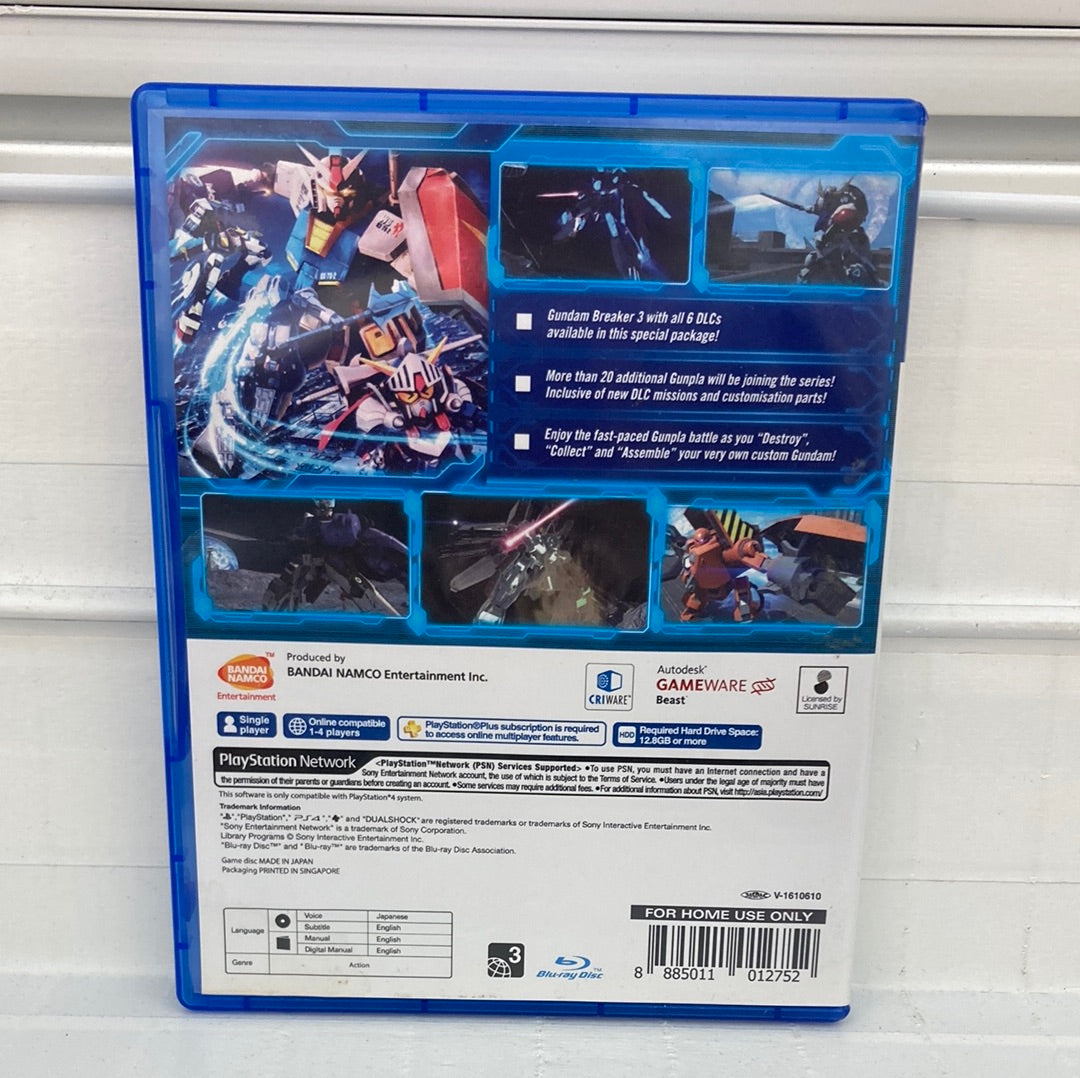 Gundam Breaker 3 with all 6 DLCs
available in this special package!
More than 20 additional Gunpla will be joining the series!
Inclusive of new DLC missions and customisation parts!
Enjoy the fast-paced Gunpla battle as you "Destroy",
"Collect" and "Assemble" your very own custom Gundam!
BANDAI
NAMCO
Entertainment
TM
Produced by
BANDAI NAMCO Entertainment Inc.
CRIWARE™
Autodesk®
GAMEWARE
Beast™
Licensed by
SUNRISE
Single
player
Online compatible
1-4 players
PlayStation®Plus subscription is required
to access online multiplayer features.
HDD
Required Hard Drive Space:
12.8GB or more
PlayStation Network
<PlayStation™Network (PSN) Services Supported> •To use PSN, you must have an Internet connection and have a
Sony Entertainment Network account, the use of which is subject to the Terms of Service. •Users under the legal age of majority must have
the permission of their parents or guardians before creating an account. •Some services may require additional fees. •For additional information about PSN, visit http://asia.playstation.com/
This software is only compatible with PlayStation®4 system.
Trademark Information
"PlayStation", "PS4", and "DUALSHOCK" are registered trademarks or trademarks of Sony Interactive Entertainment Inc.
"Sony Entertainment Network" is a trademark of Sony Corporation.
Library Programs © Sony Interactive Entertainment Inc.
"Blu-ray Disc™" and "Blu-ray™" are trademarks of the Blu-ray Disc Association.
Game disc MADE IN JAPAN
Packaging PRINTED IN SINGAPORE
V-1610610
FOR HOME USE ONLY
Language
Voice Japanese
Subtitle English
Manual English
Digital Manual English
Genre Action
3
Blu-ray Disc™
8 885011 012752